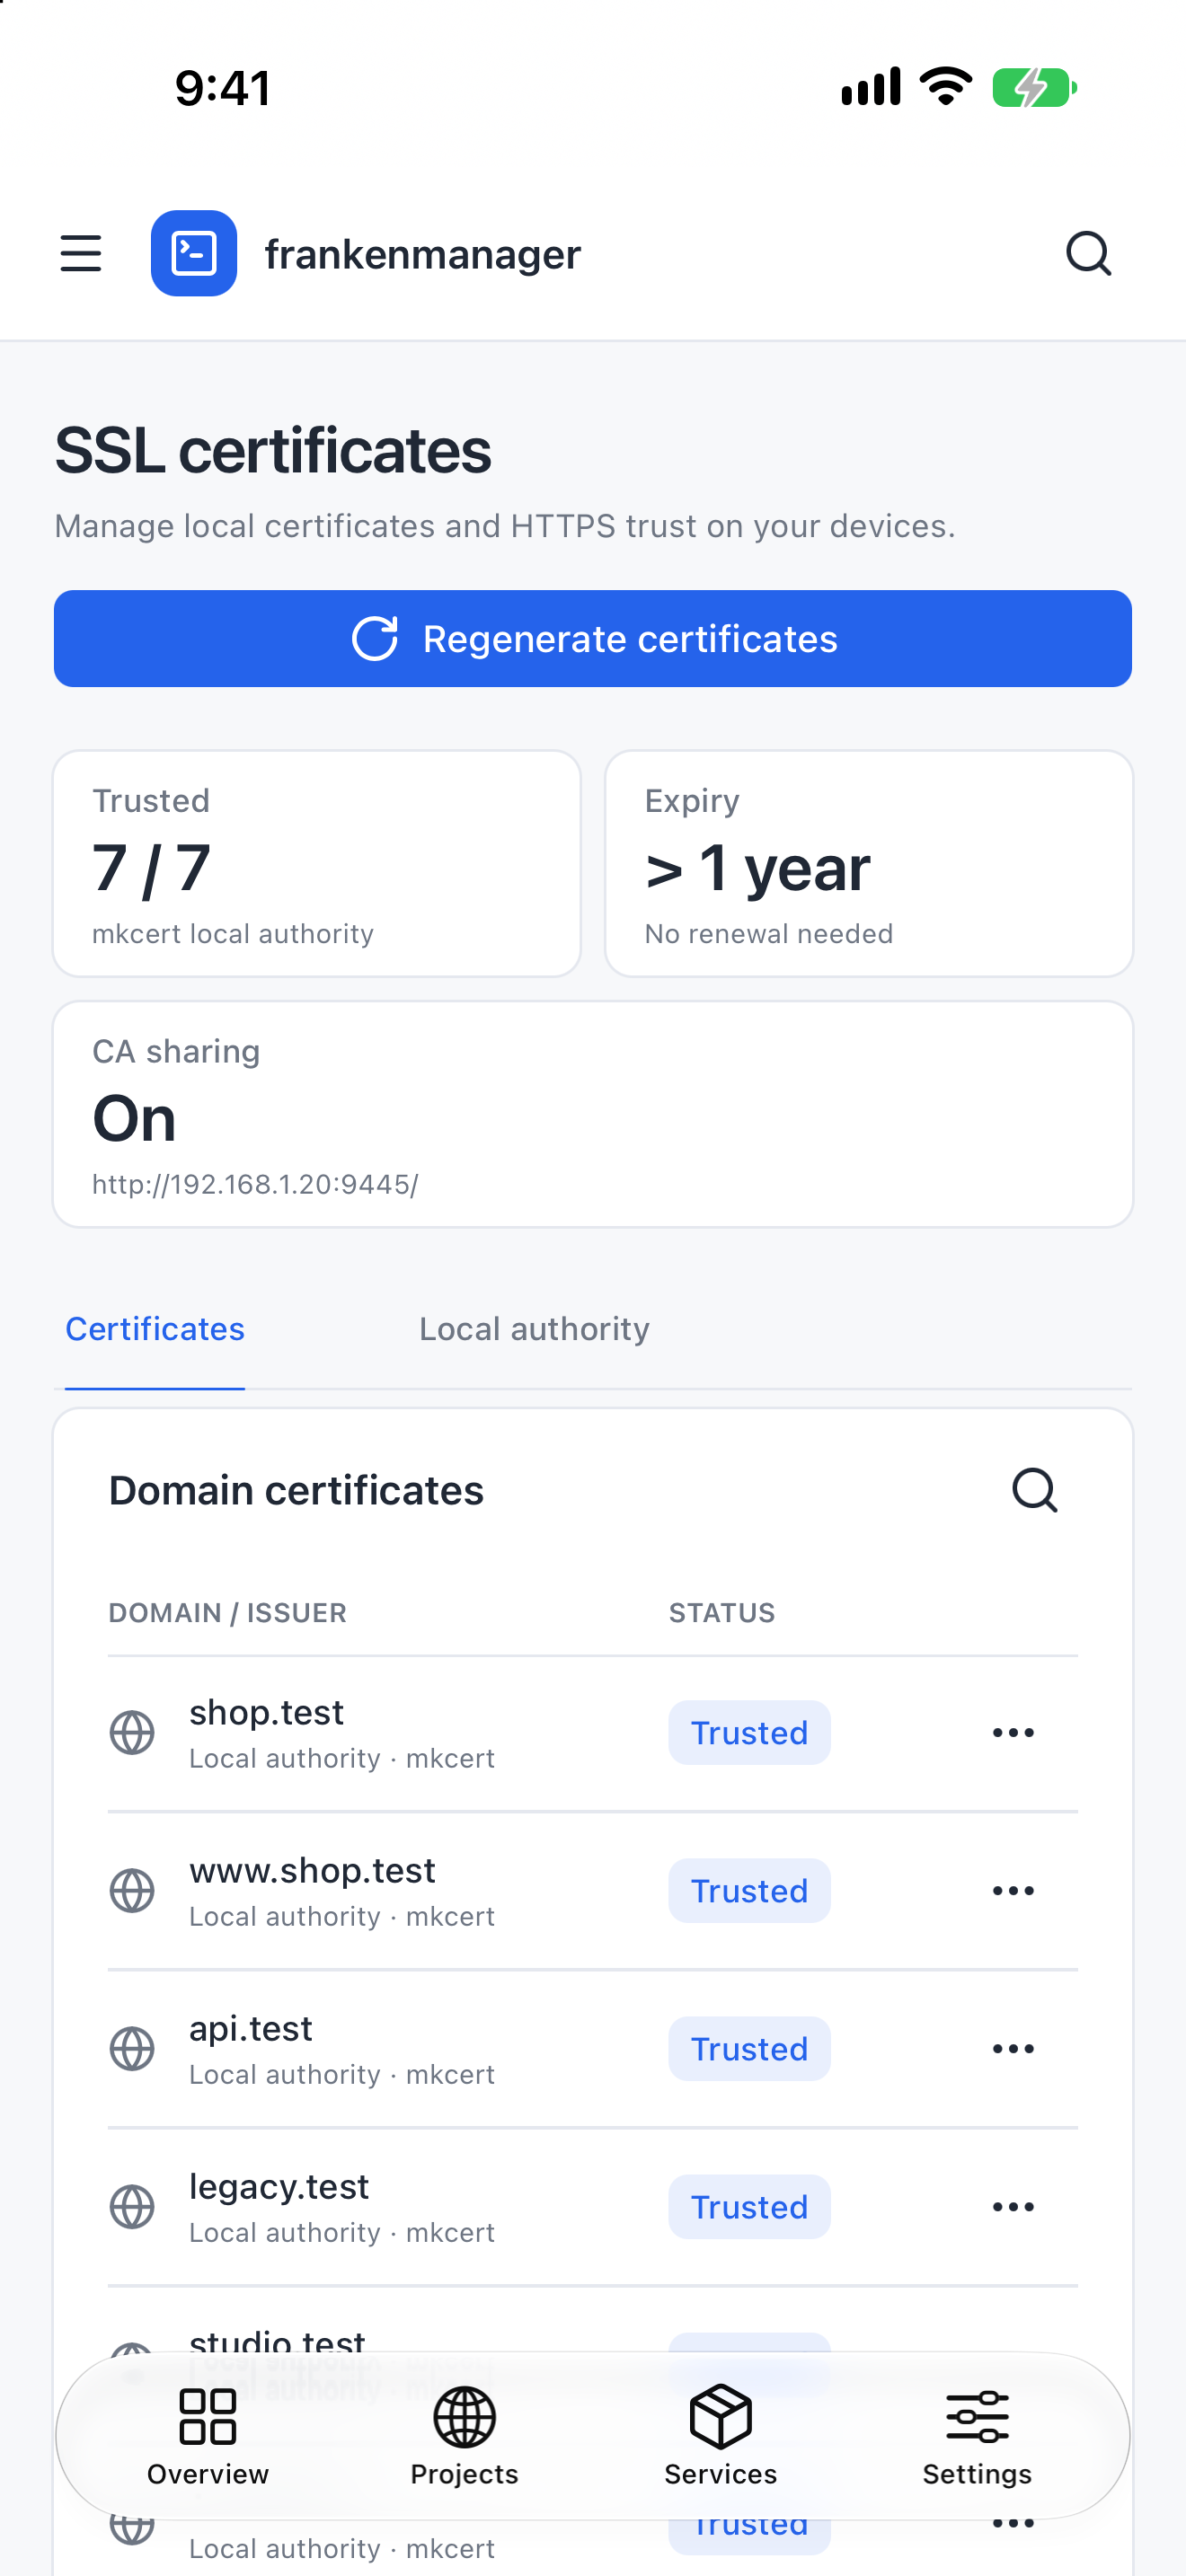 9:41
frankenmanager
SSL certificates
Manage local certificates and HTTPS trust on your devices.
Regenerate certificates
Trusted
7 / 7
mkcert local authority
Expiry
> 1 year
No renewal needed
CA sharing
On
http://192.168.1.20:9445/
Certificates
Local authority
Domain certificates
DOMAIN / ISSUER
STATUS
shop.test
Local authority · mkcert
Trusted
www.shop.test
Local authority · mkcert
Trusted
api.test
Local authority · mkcert
Trusted
legacy.test
Local authority · mkcert
Trusted
studio.test
Local authority · mkcert
Overview
Projects
Services
Settings
Trusted
Local authority · mkcert